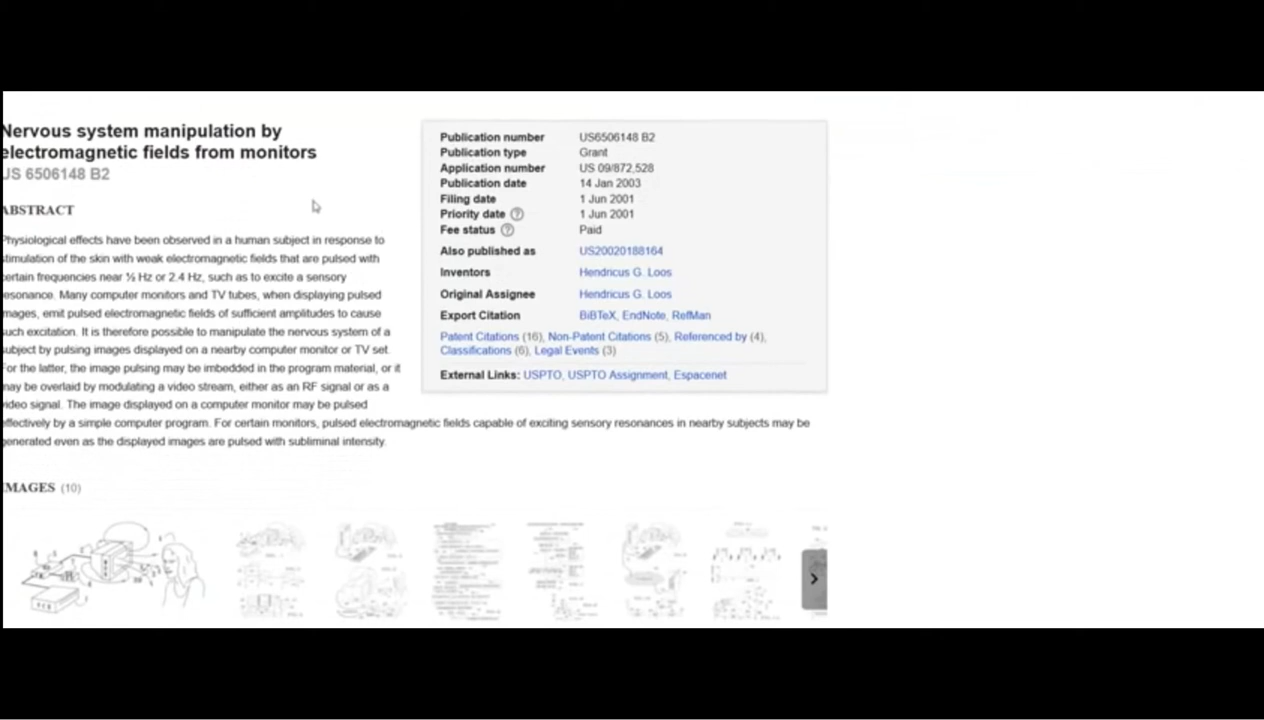 Nervous system manipulation by
electromagnetic fields from monitors
US 6506148 B2
ABSTRACT
Physiological effects have been observed in a human subject in response to
stimulation of the skin with weak electromagnetic fields that are pulsed with
certain frequencies near ½ Hz or 2.4 Hz, such as to excite a sensory
resonance. Many computer monitors and TV tubes, when displaying pulsed
images, emit pulsed electromagnetic fields of sufficient amplitudes to cause
such excitation. It is therefore possible to manipulate the nervous system of a
subject by pulsing images displayed on a nearby computer monitor or TV set.
For the latter, the image pulsing may be imbedded in the program material, or it
may be overlaid by modulating a video stream, either as an RF signal or as a
video signal. The image displayed on a computer monitor may be pulsed
effectively by a simple computer program. For certain monitors, pulsed electromagnetic fields capable of exciting sensory resonances in nearby subjects may be
generated even as the displayed images are pulsed with subliminal intensity.
Publication number US6506148 B2
Publication type Grant
Application number US 09/872,528
Publication date 14 Jan 2003
Filing date 1 Jun 2001
Priority date ? 1 Jun 2001
Fee status ? Paid
Also published as US20020188164
Inventors Hendricus G. Loos
Original Assignee Hendricus G. Loos
Export Citation BiBTeX, EndNote, RefMan
Patent Citations (16), Non-Patent Citations (5), Referenced by (4),
Classifications (6), Legal Events (3)
External Links: USPTO, USPTO Assignment, Espacenet
IMAGES (10)